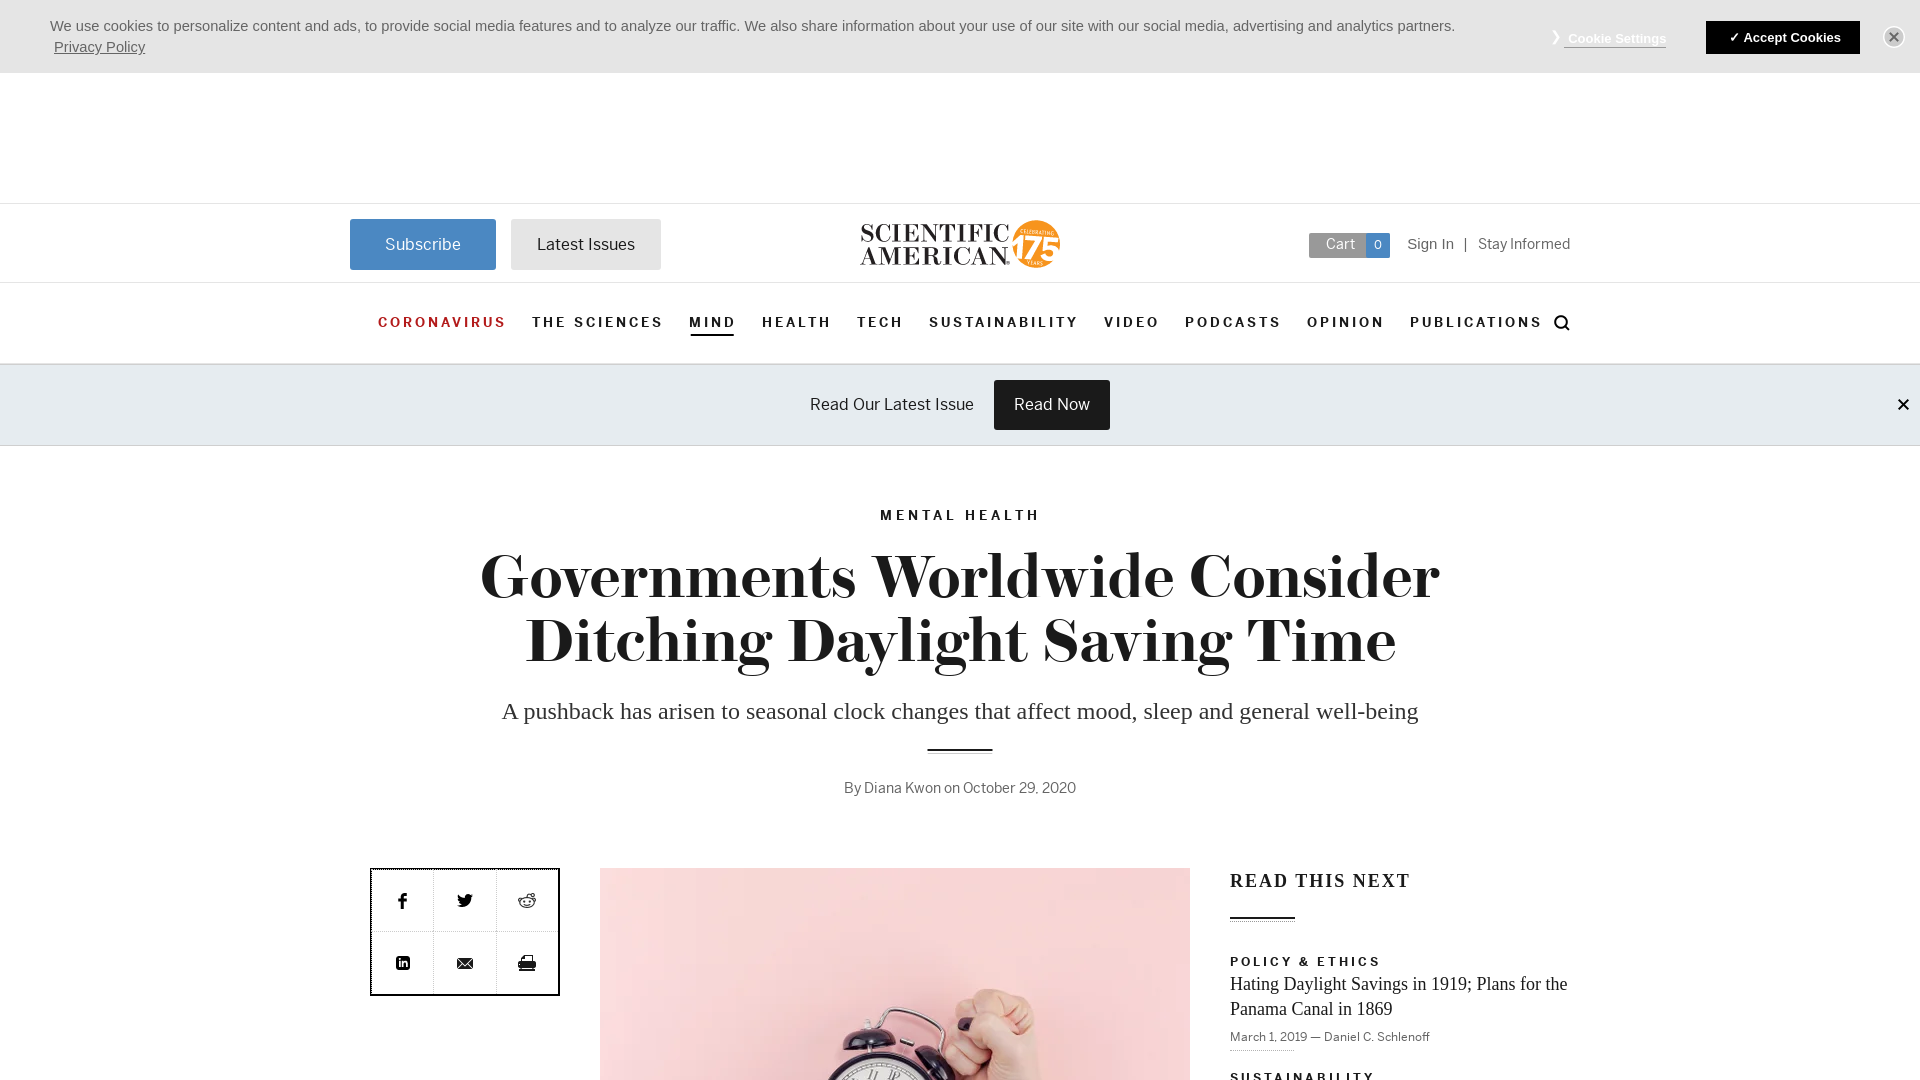 We use cookies to personalize content and ads, to provide social media features and to analyze our traffic. We also share information about your use of our site with our social media, advertising and analytics partners.
Privacy Policy
❯ Cookie Settings
✓ Accept Cookies
Subscribe
Latest Issues
SCIENTIFIC
AMERICAN
CELEBRATING
175
YEARS
Cart 0
Sign In | Stay Informed
CORONAVIRUS THE SCIENCES MIND HEALTH TECH SUSTAINABILITY VIDEO PODCASTS OPINION PUBLICATIONS
Read Our Latest Issue
Read Now
MENTAL HEALTH
Governments Worldwide Consider
Ditching Daylight Saving Time
A pushback has arisen to seasonal clock changes that affect mood, sleep and general well-being
By Diana Kwon on October 29, 2020
READ THIS NEXT
POLICY & ETHICS
Hating Daylight Savings in 1919; Plans for the
Panama Canal in 1869
March 1, 2019 — Daniel C. Schlenoff
SUSTAINABILITY